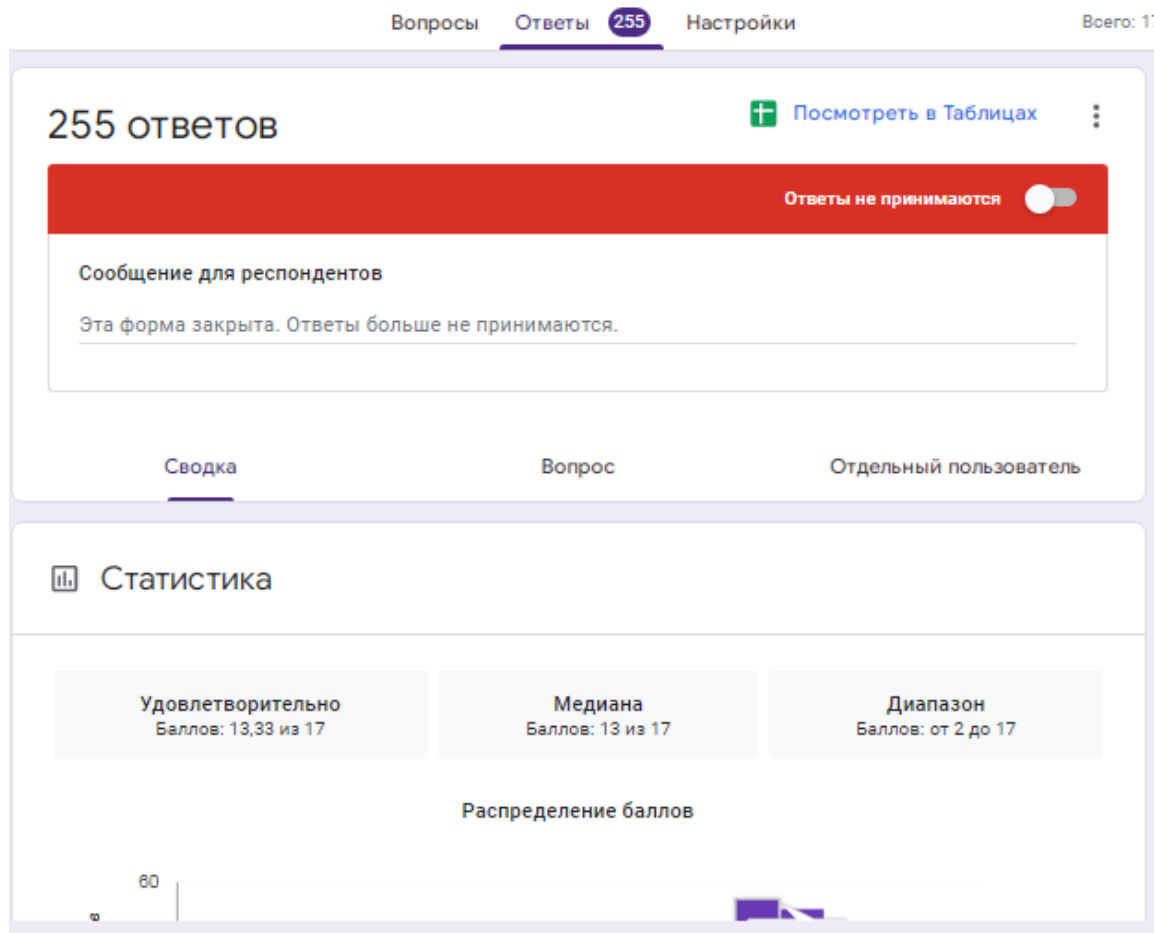 Вопросы Ответы 255 Настройки Всего: 17
255 ответов Посмотреть в Таблицах
Ответы не принимаются
Сообщение для респондентов
Эта форма закрыта. Ответы больше не принимаются.
Сводка Вопрос Отдельный пользователь
Статистика
Удовлетворительно Медиана Диапазон
Баллов: 13,33 из 17 Баллов: 13 из 17 Баллов: от 2 до 17
Распределение баллов
60